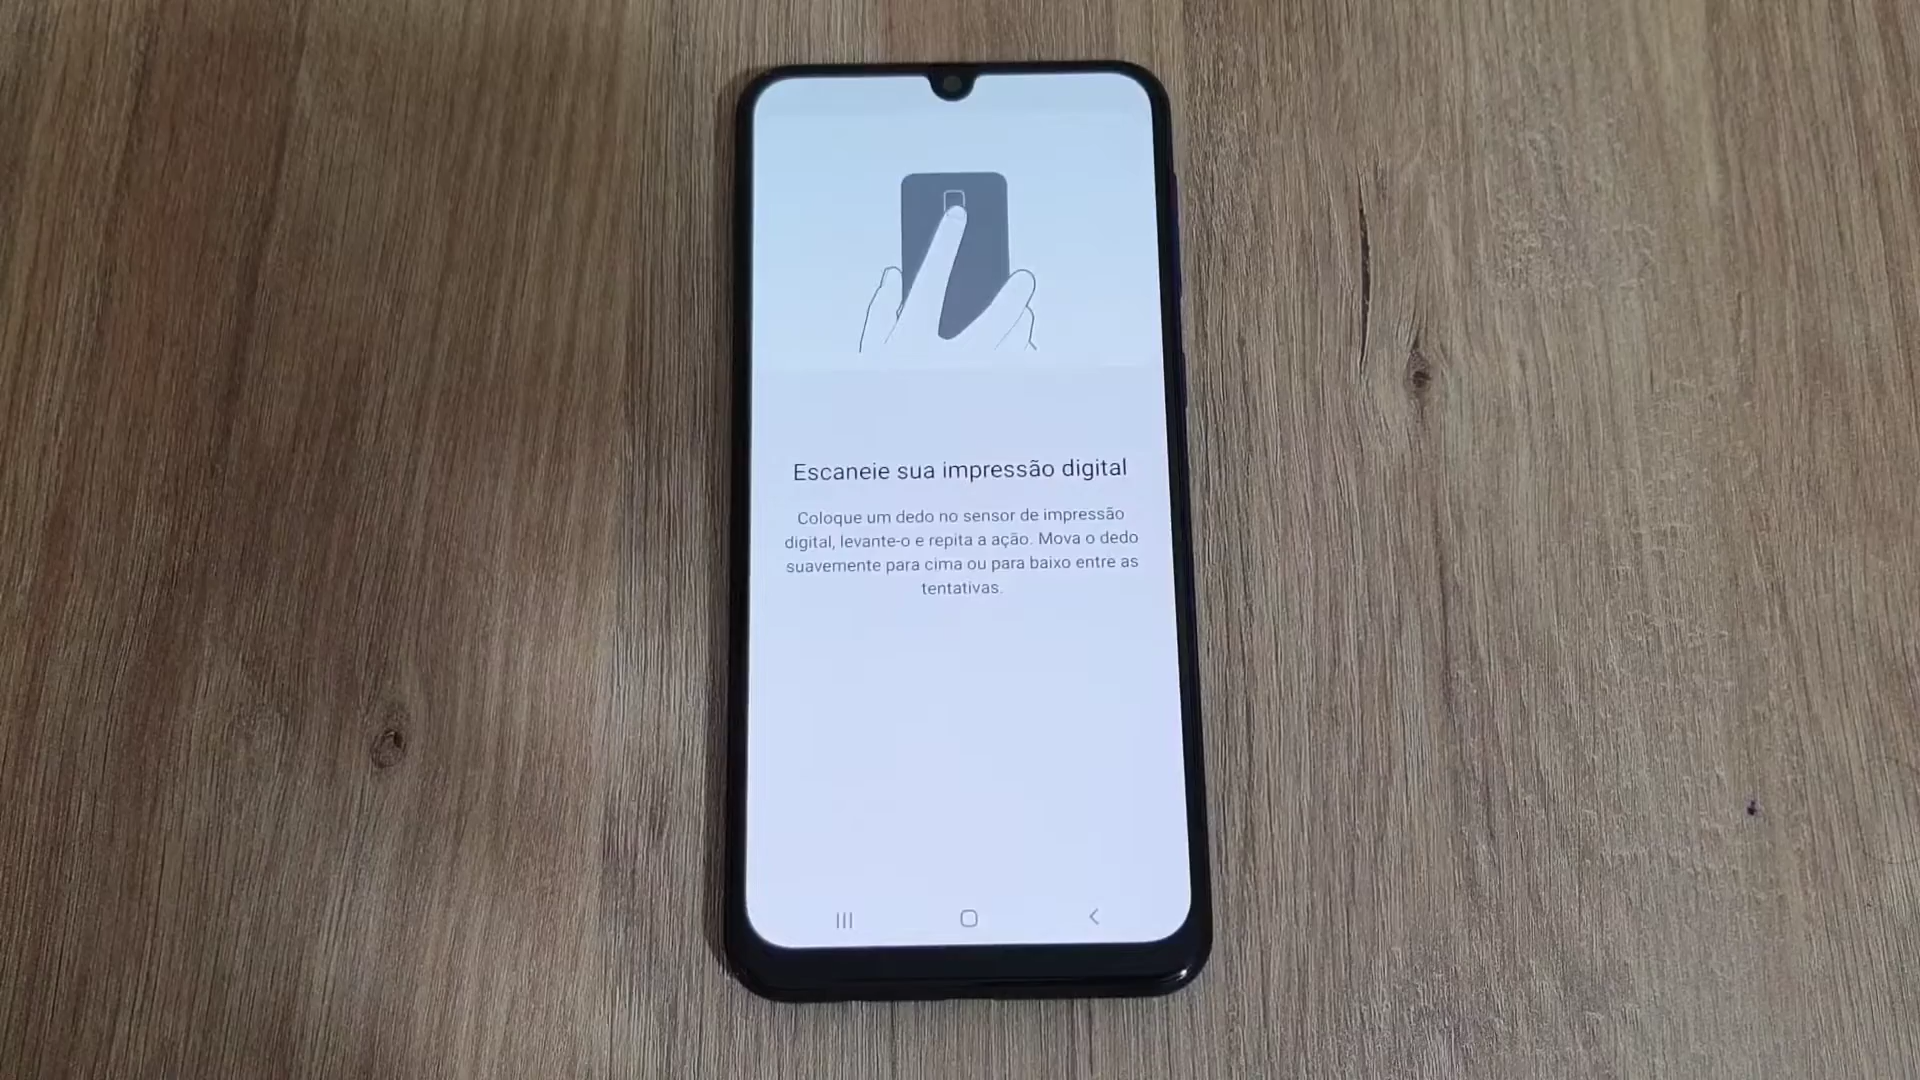 Escaneie sua impressão digital
Coloque um dedo no sensor de impressão
digital, levante-o e repita a ação. Mova o dedo
suavemente para cima ou para baixo entre as
tentativas.